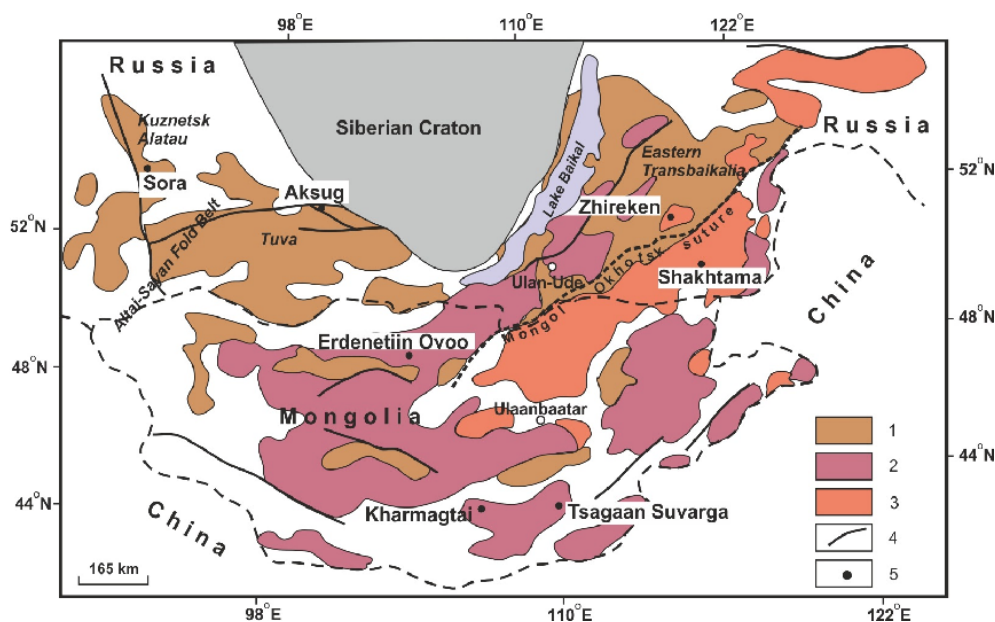 98°E
110°E
122°E
Russia
Kuznetsk
Alatau
Siberian Craton
Russia
Sora
Aksug
Lake Baikal
Eastern
Transbaikalia
52°N
52°N
Zhireken
Tuva
Altai-Sayan Fold Belt
Ulan-Ude
Mongol Okhotsk suture
Shakhtama
China
Erdenetiin Ovoo
48°N
48°N
Mongolia
Ulaanbaatar
1
2
44°N
44°N
Kharmagtai
Tsagaan Suvarga
3
China
4
165 km
5
98°E
110°E
122°E